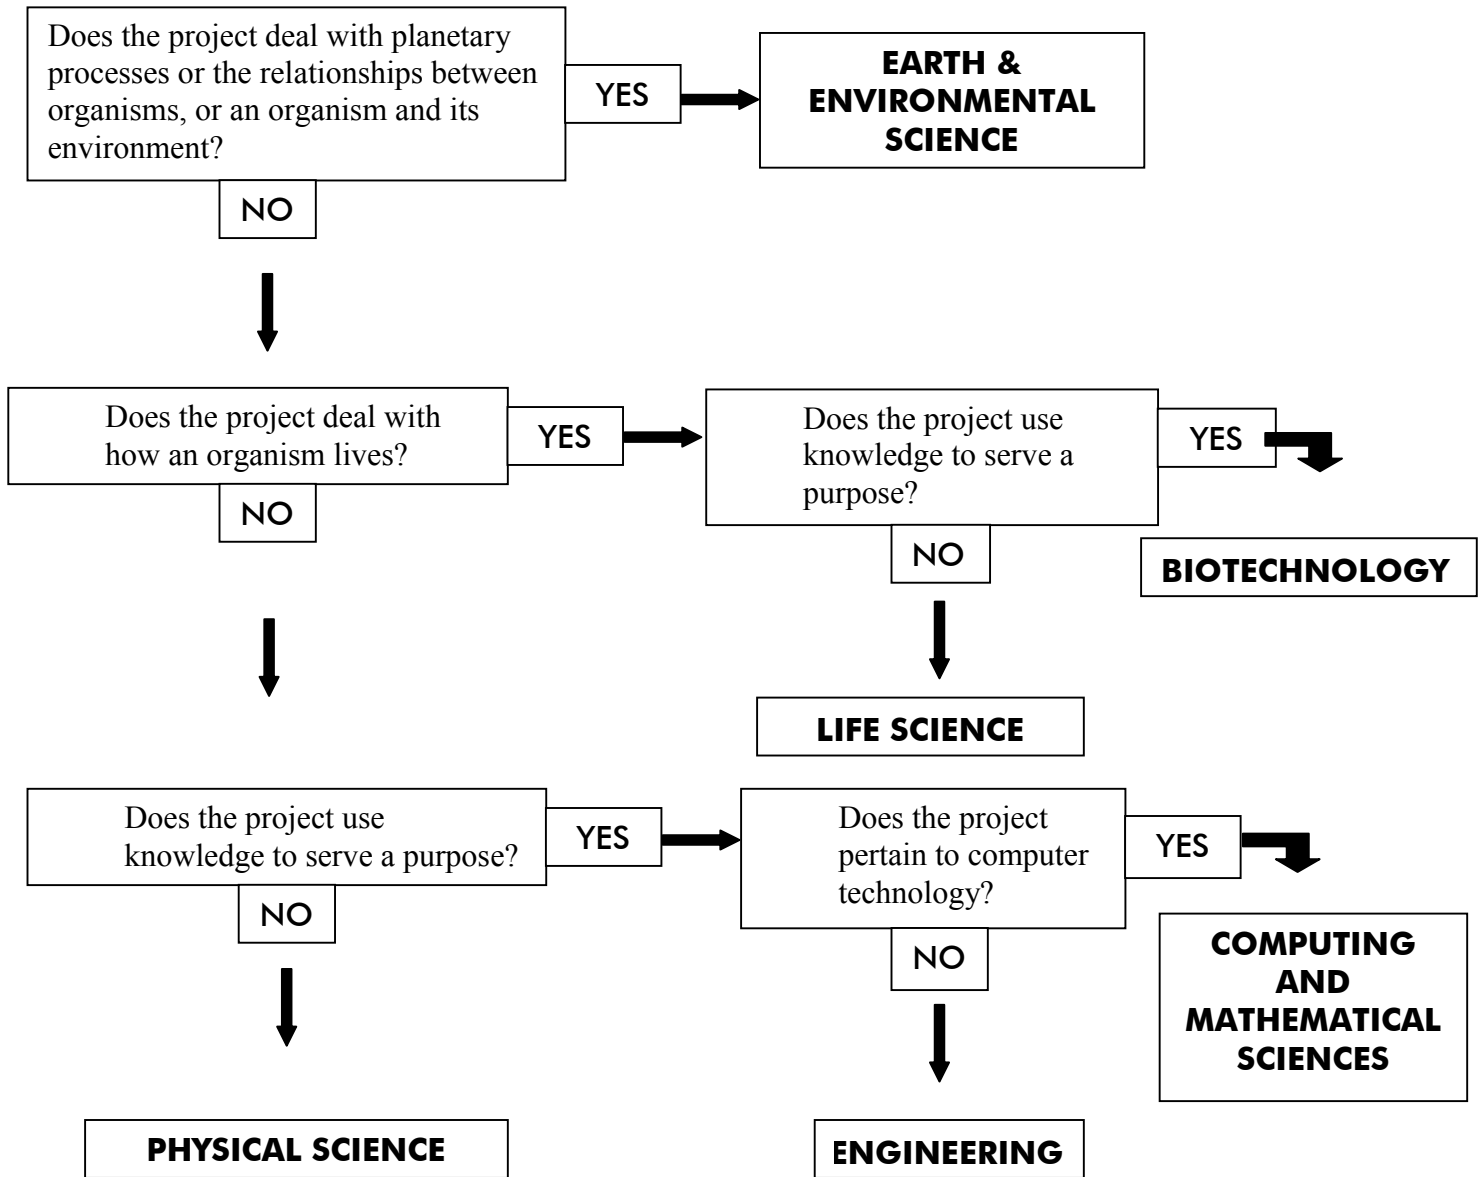 Does the project deal with planetary
processes or the relationships between
organisms, or an organism and its
environment?
YES
EARTH &
ENVIRONMENTAL
SCIENCE
NO
Does the project deal with
how an organism lives?
YES
Does the project use
knowledge to serve a
purpose?
YES
NO
NO
BIOTECHNOLOGY
LIFE SCIENCE
Does the project use
knowledge to serve a purpose?
YES
Does the project
pertain to computer
technology?
YES
NO
NO
COMPUTING
AND
MATHEMATICAL
SCIENCES
PHYSICAL SCIENCE
ENGINEERING